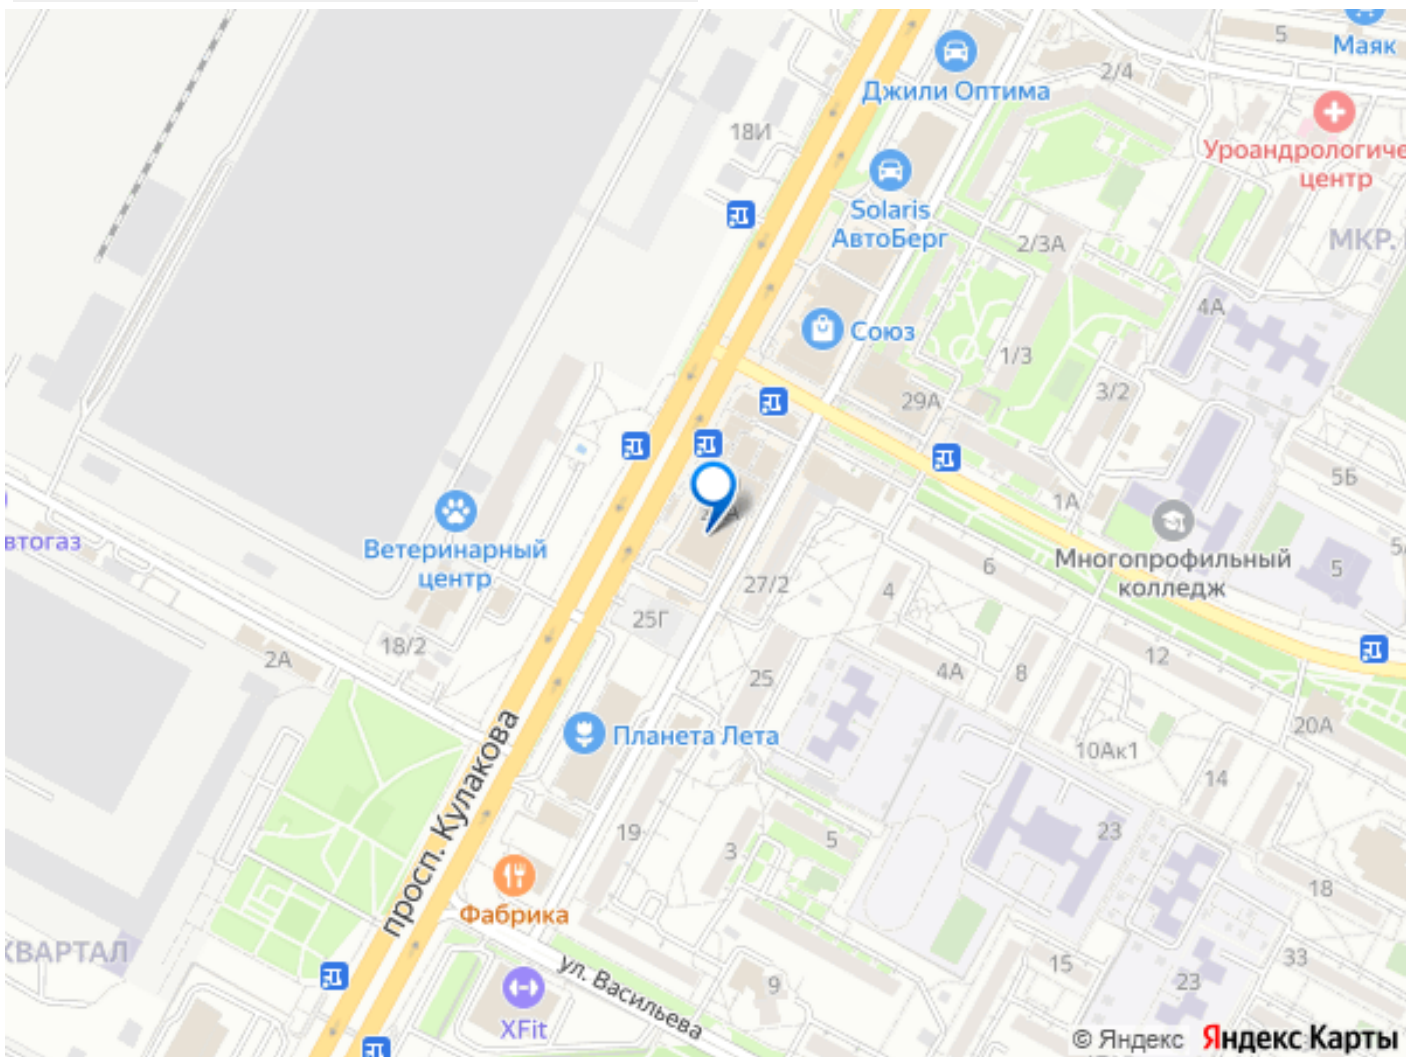 5
Маяк
2/4
Джили Оптима
18И
Уроандрологиче
центр
Solaris
АвтоБерг
2/3А
МКР.
4А
Союз
1/3
29А
3/2
5Б
1А
втогаз
Ветеринарный
центр
Многопрофильный
колледж
5
6
27/2
4
25Г
18/2
2А
12
4А
8
25
20А
Планета Лета
10Ак1
14
просп. Кулакова
19
5
23
3
18
Фабрика
КВАРТАЛ
33
ул. Васильева
15
9
23
XFit
© Яндекс Яндекс Карты